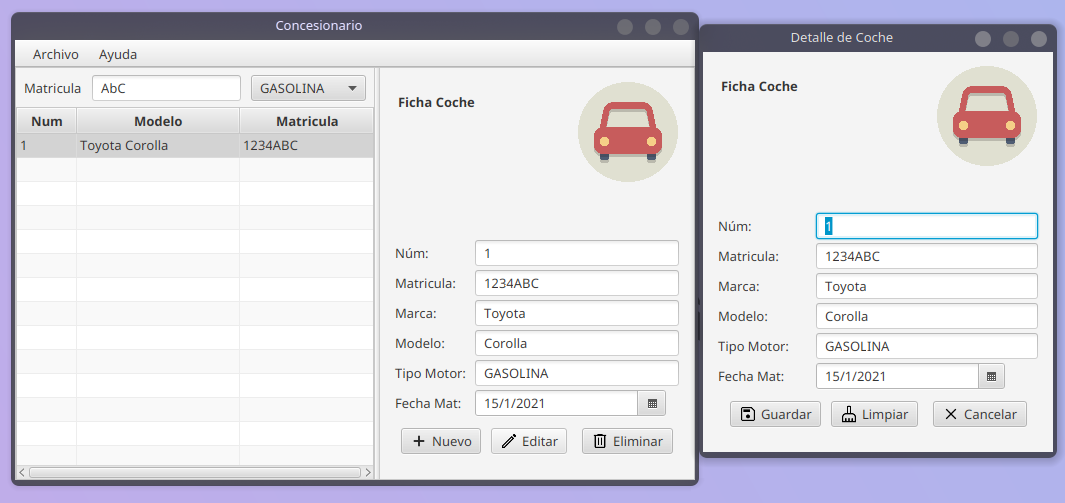 Concesionario
Archivo Ayuda
Matricula AbC GASOLINA
Num Modelo Matricula
1 Toyota Corolla 1234ABC
Ficha Coche
Núm: 1
Matricula: 1234ABC
Marca: Toyota
Modelo: Corolla
Tipo Motor: GASOLINA
Fecha Mat: 15/1/2021
Nuevo Editar Eliminar
Detalle de Coche
Ficha Coche
Núm: 1
Matricula: 1234ABC
Marca: Toyota
Modelo: Corolla
Tipo Motor: GASOLINA
Fecha Mat: 15/1/2021
Guardar Limpiar Cancelar